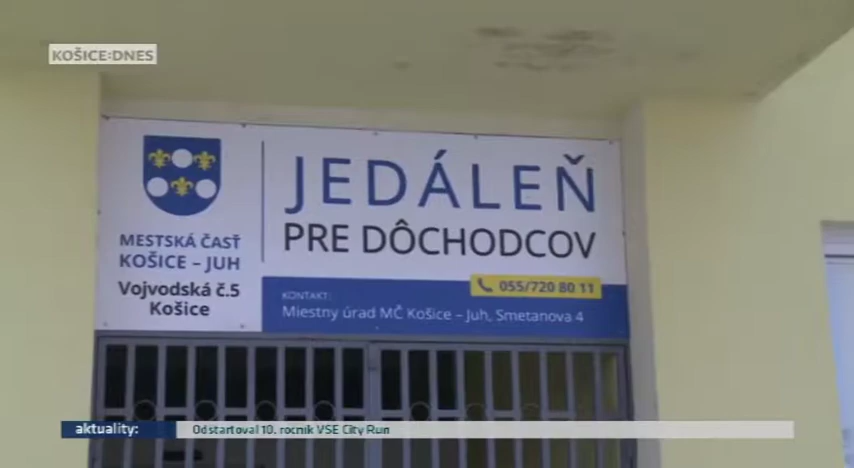 KOŠICE:DNES
JEDÁLEŇ
PRE DÔCHODCOV
MESTSKÁ ČASŤ
KOŠICE – JUH
Vojvodská č.5
Košice
055/720 80 11
KONTAKT:
Miestny úrad MČ Košice – Juh, Smetanova 4
aktuality: Odstartoval 10. ročník VSE City Run